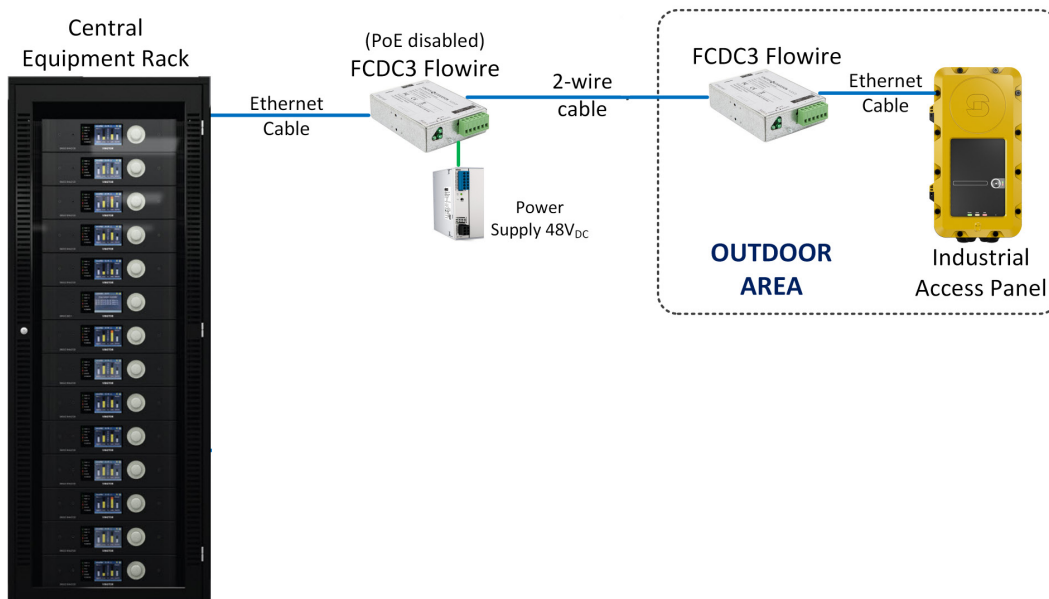 Central
Equipment Rack
Ethernet
Cable
(PoE disabled)
FCDC3 Flowire
Power
Supply 48VDC
2-wire
cable
FCDC3 Flowire
Ethernet
Cable
OUTDOOR
AREA
Industrial
Access Panel